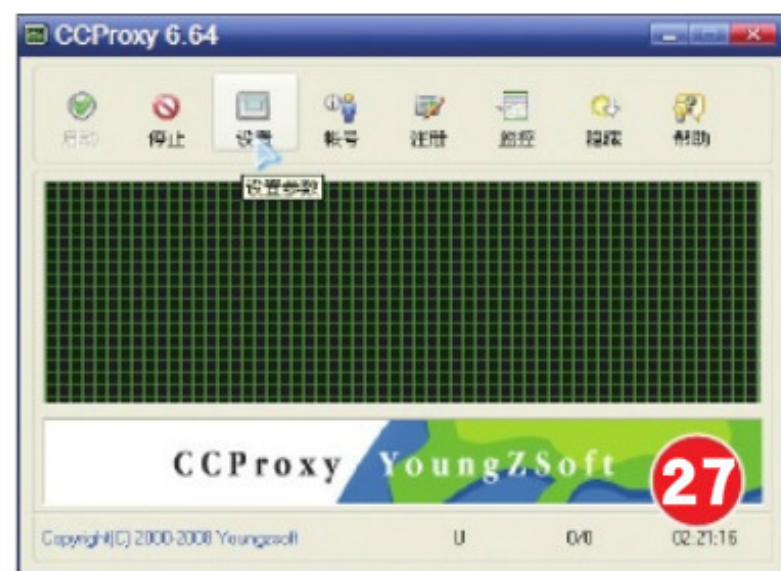 CCProxy 6.64
启动 停止 设置 帐号 注册 监控 隐藏 帮助
设置参数
CCProxy YoungZSoft
27
Copyright(C) 2000-2008 Youngzsoft 0/0 02:21:16